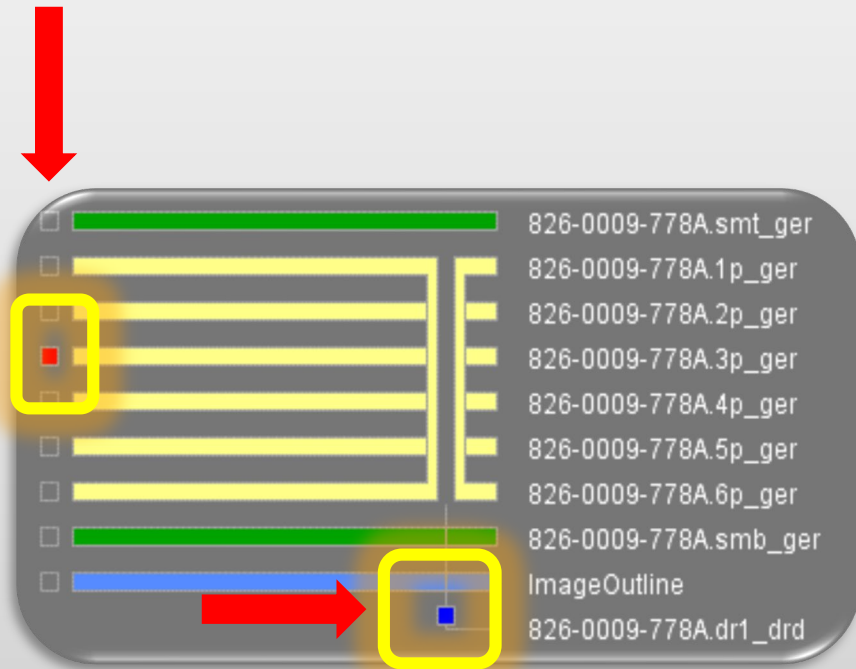 826-0009-778A.smt_ger
826-0009-778A.1p_ger
826-0009-778A.2p_ger
826-0009-778A.3p_ger
826-0009-778A.4p_ger
826-0009-778A.5p_ger
826-0009-778A.6p_ger
826-0009-778A.smb_ger
ImageOutline
826-0009-778A.dr1_drd